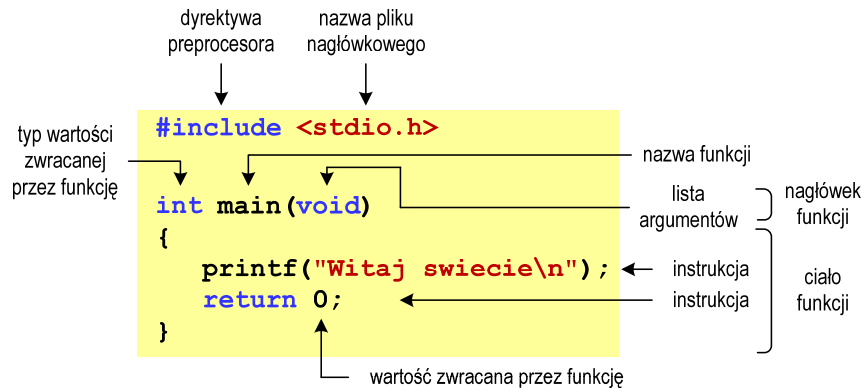 dyrektywa
preprocesora
nazwa pliku
nagłówkowego
#include <stdio.h>
typ wartości
zwracanej
przez funkcję
nazwa funkcji
int main(void)
lista
argumentów
nagłówek
funkcji
{
printf("Witaj swiecie\n");
instrukcja
return 0;
instrukcja
ciało
funkcji
}
wartość zwracana przez funkcję